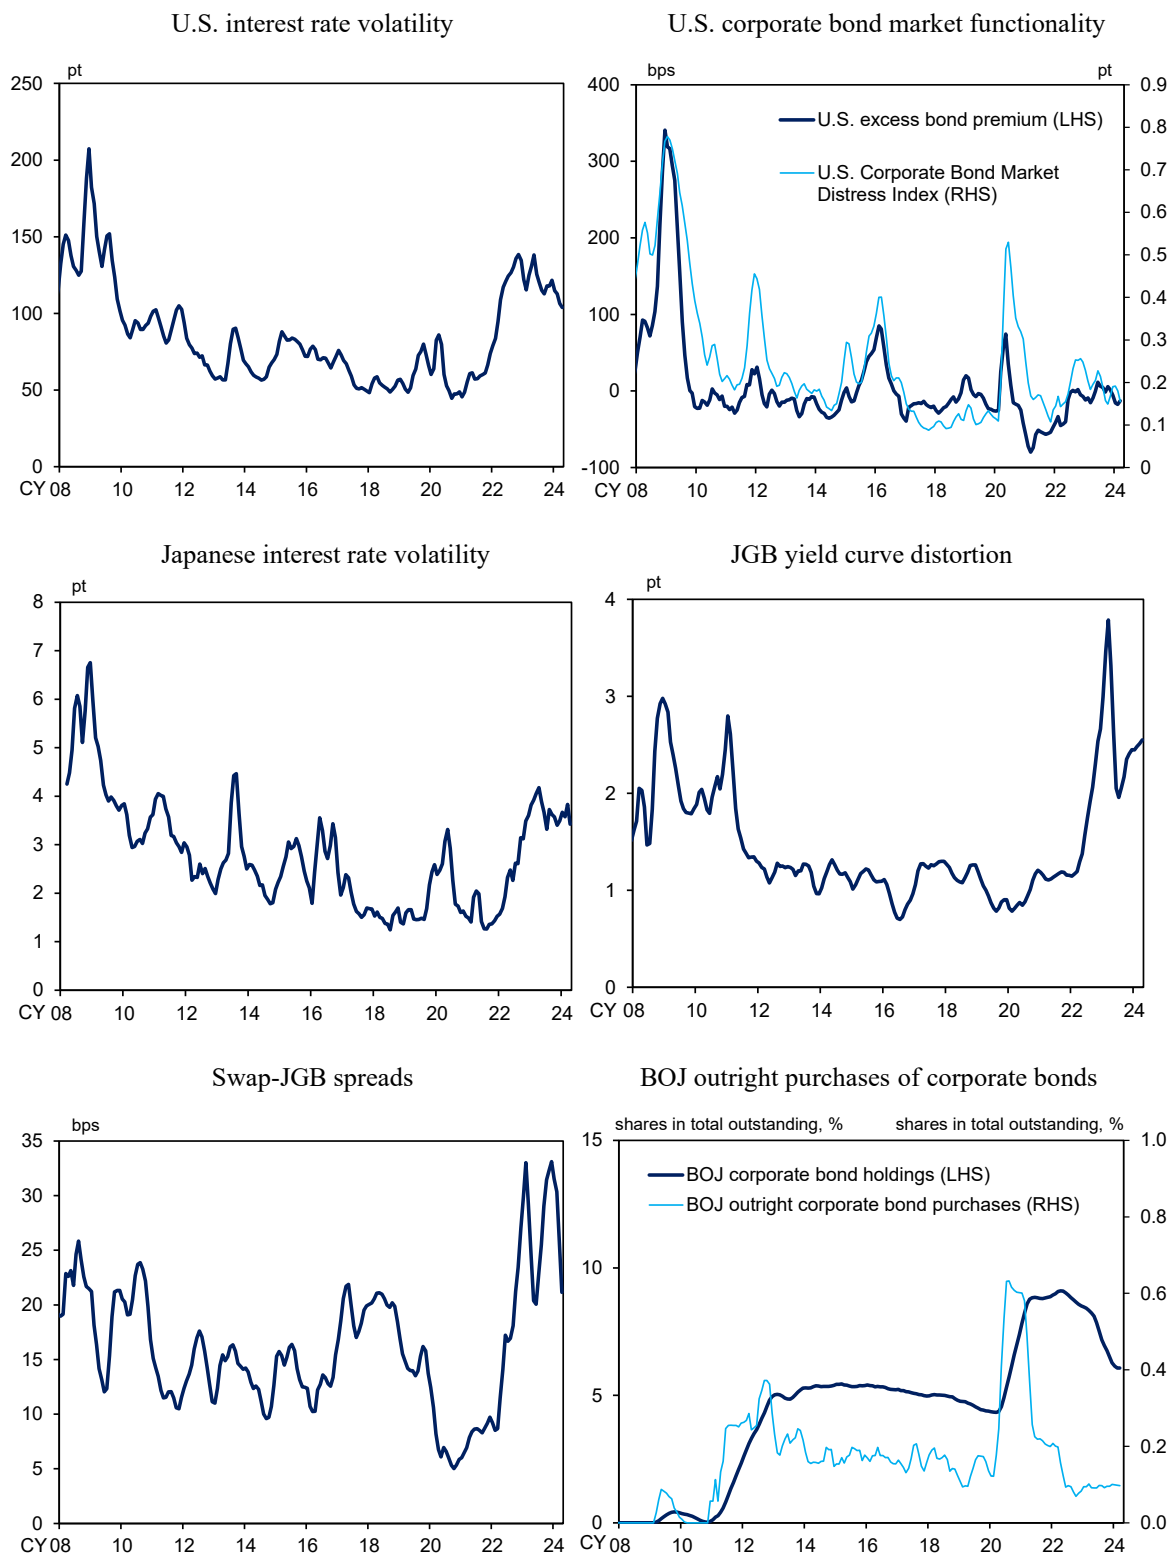 U.S. interest rate volatility
pt
250
200
150
100
50
0
CY 08 10 12 14 16 18 20 22 24
U.S. corporate bond market functionality
bps pt
400
300
200
100
0
-100
0.9
0.8
0.7
0.6
0.5
0.4
0.3
0.2
0.1
0
U.S. excess bond premium (LHS)
U.S. Corporate Bond Market
Distress Index (RHS)
CY 08 10 12 14 16 18 20 22 24
Japanese interest rate volatility
pt
8
7
6
5
4
3
2
1
0
CY 08 10 12 14 16 18 20 22 24
JGB yield curve distortion
pt
4
3
2
1
0
CY 08 10 12 14 16 18 20 22 24
Swap-JGB spreads
bps
35
30
25
20
15
10
5
0
CY 08 10 12 14 16 18 20 22 24
BOJ outright purchases of corporate bonds
shares in total outstanding, % shares in total outstanding, %
15
10
5
0
1.0
0.8
0.6
0.4
0.2
0.0
BOJ corporate bond holdings (LHS)
BOJ outright corporate bond purchases (RHS)
CY 08 10 12 14 16 18 20 22 24